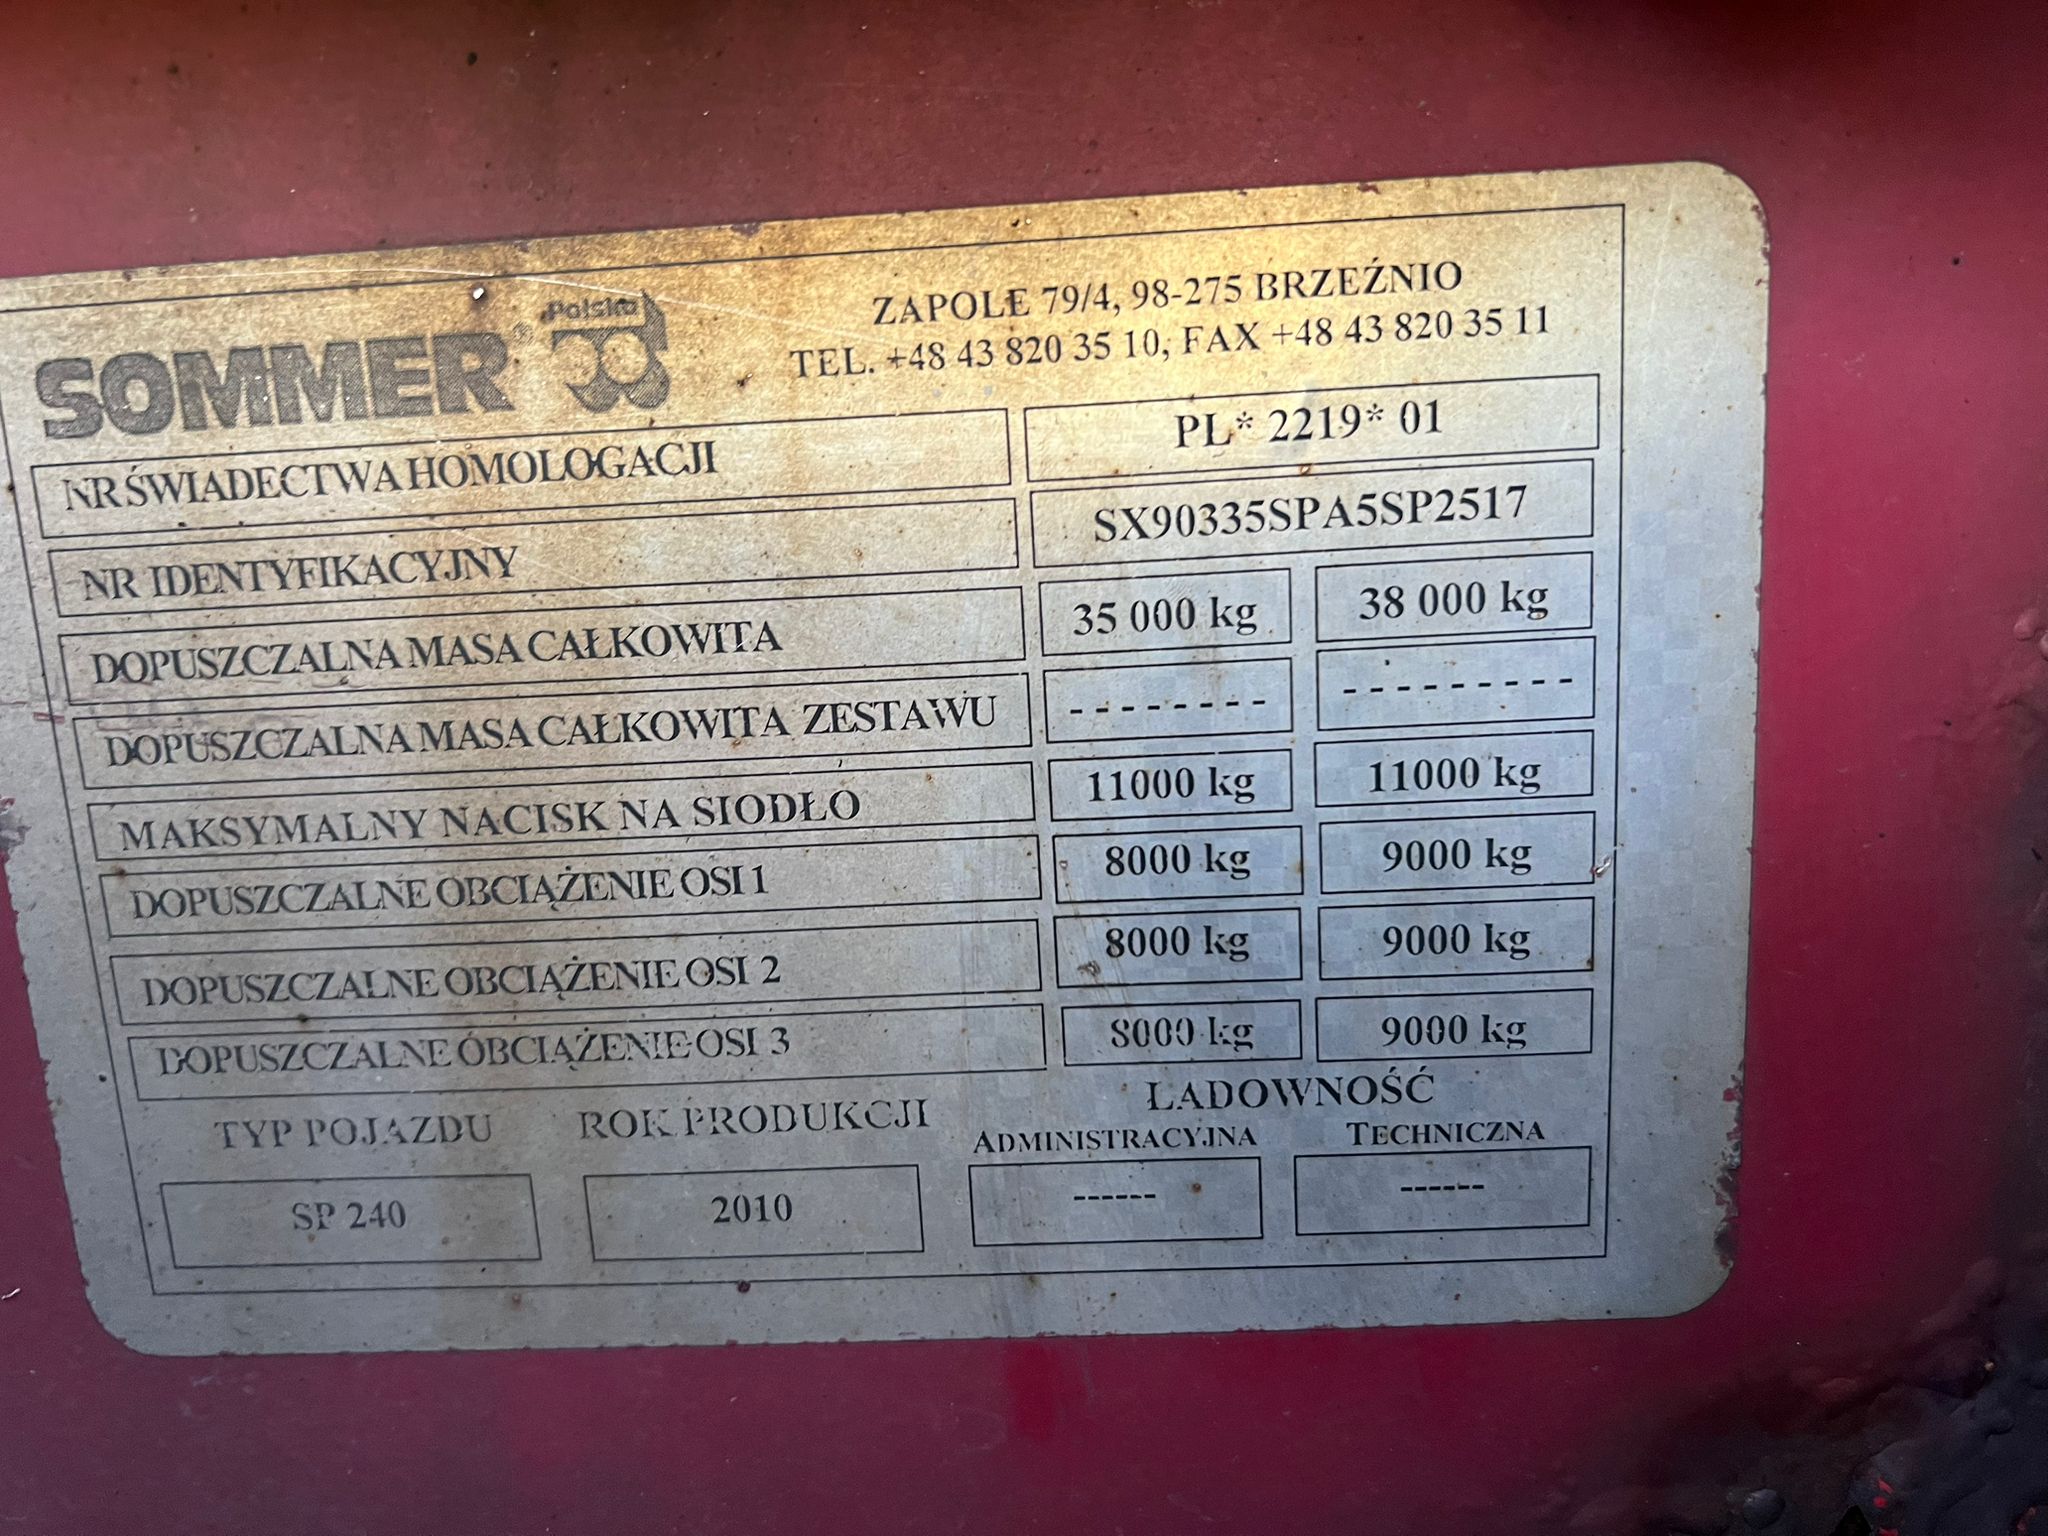 SOMMER® Polska
ZAPOLE 79/4, 98-275 BRZEŹNIO
TEL. +48 43 820 35 10, FAX +48 43 820 35 11
NR ŚWIADECTWA HOMOLOGACJI PL* 2219* 01
NR IDENTYFIKACYJNY SX90335SPA5SP2517
DOPUSZCZALNA MASA CAŁKOWITA 35 000 kg 38 000 kg
DOPUSZCZALNA MASA CAŁKOWITA ZESTAWU -------- ---------
MAKSYMALNY NACISK NA SIODŁO 11000 kg 11000 kg
DOPUSZCZALNE OBCIĄŻENIE OSI 1 8000 kg 9000 kg
DOPUSZCZALNE OBCIĄŻENIE OSI 2 8000 kg 9000 kg
DOPUSZCZALNE OBCIĄŻENIE OSI 3 8000 kg 9000 kg
TYP POJAZDU ROK PRODUKCJI ŁADOWNOŚĆ
ADMINISTRACYJNA TECHNICZNA
SP 240 2010 ------ ------